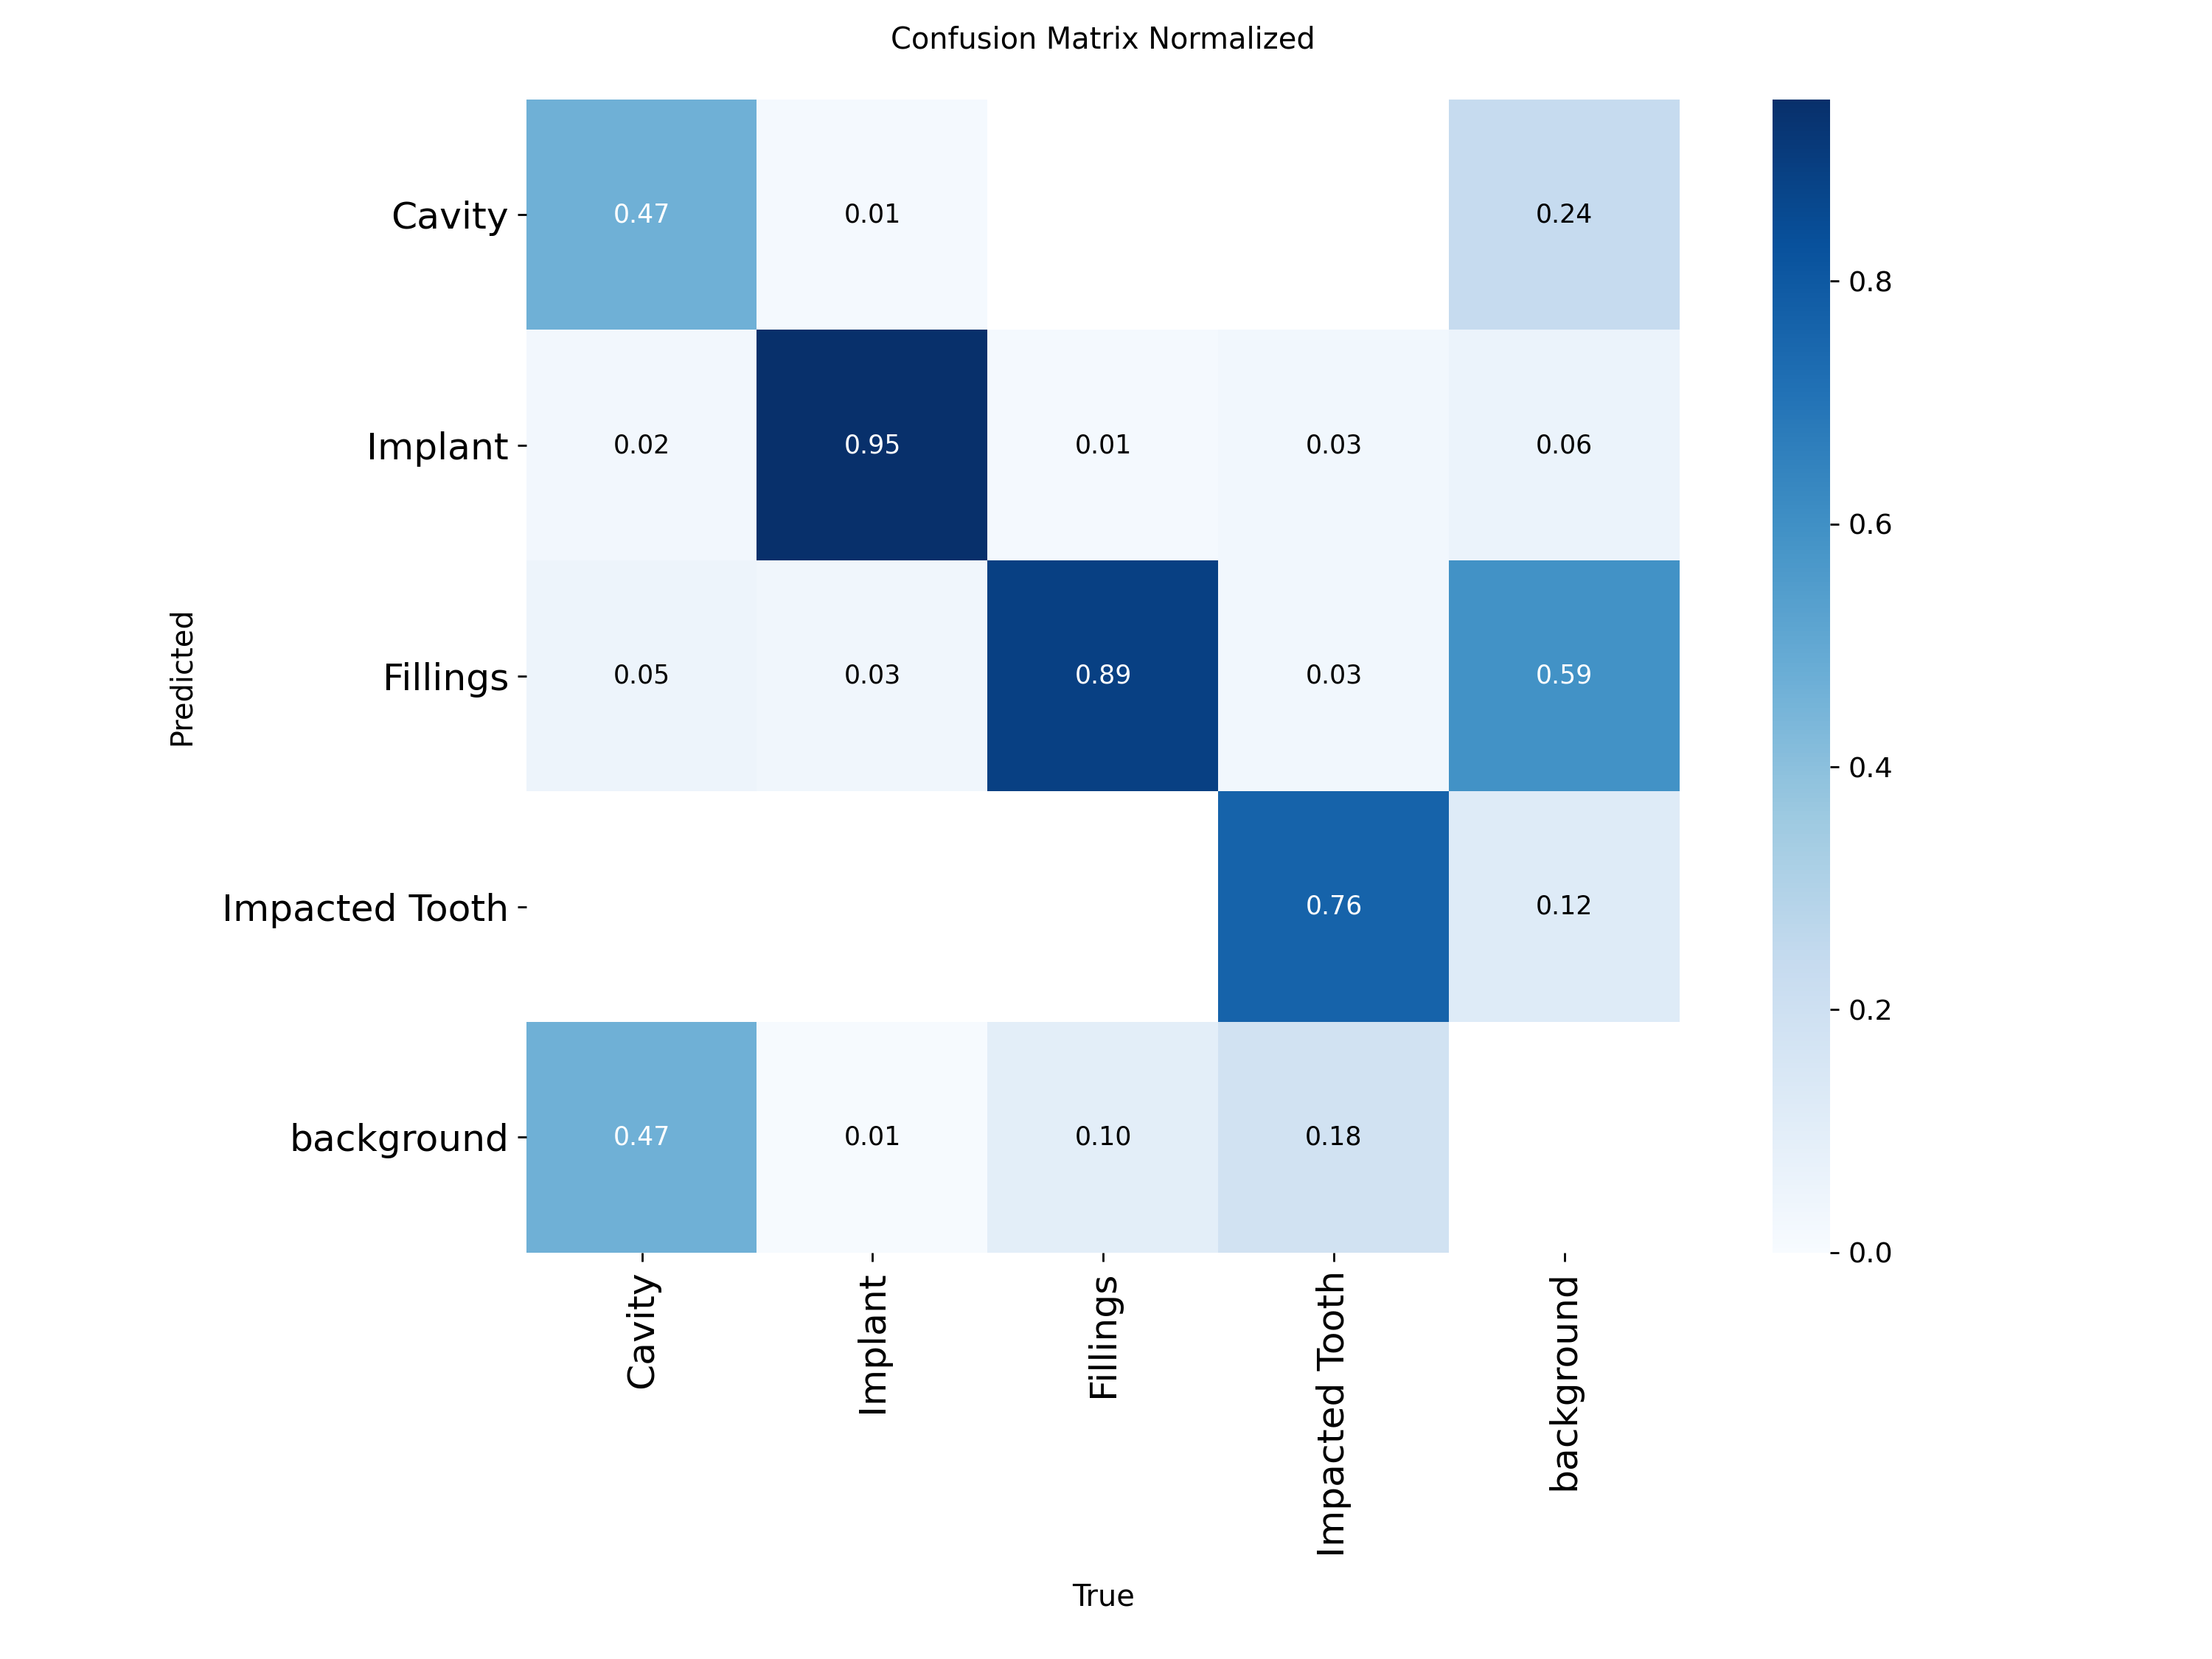 Confusion Matrix Normalized
Predicted
Cavity
0.47 0.01 0.24
Implant
0.02 0.95 0.01 0.03 0.06
Fillings
0.05 0.03 0.89 0.03 0.59
Impacted Tooth
0.76 0.12
background
0.47 0.01 0.10 0.18
Cavity
Implant
Fillings
Impacted Tooth
background
True
0.8
0.6
0.4
0.2
0.0